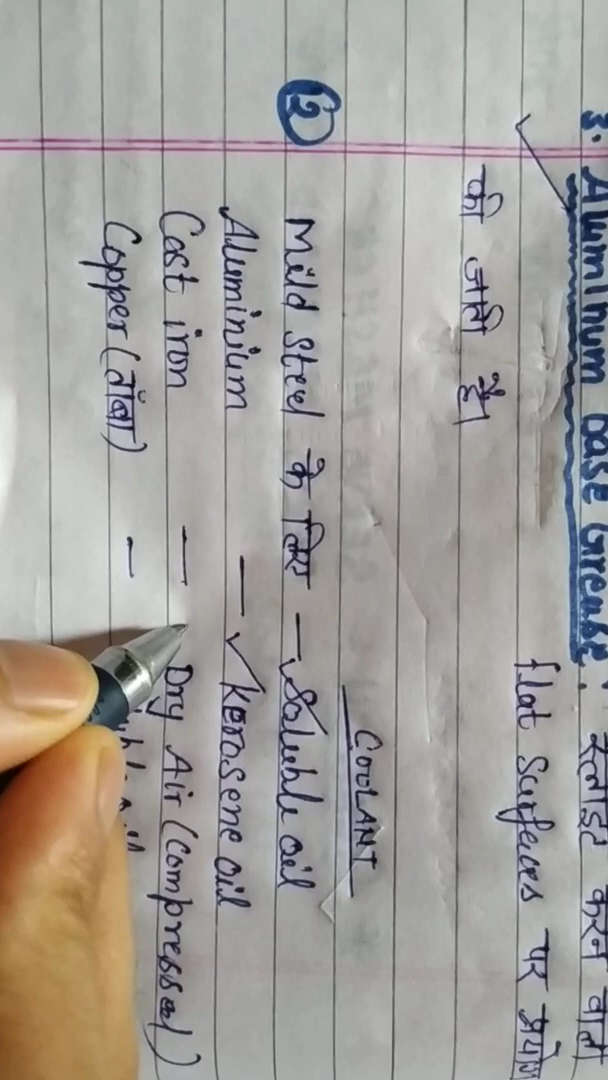 3. Aluminum base Grease : स्लाइड करने वाली
flat Surfaces पर प्रयोग
की जाती है।
COOLANT
② Mild Steel के लिए — Soluble oil
Aluminium — Kerosene oil
Cast iron — Dry Air (Compressed)
Copper (ताँबा) —